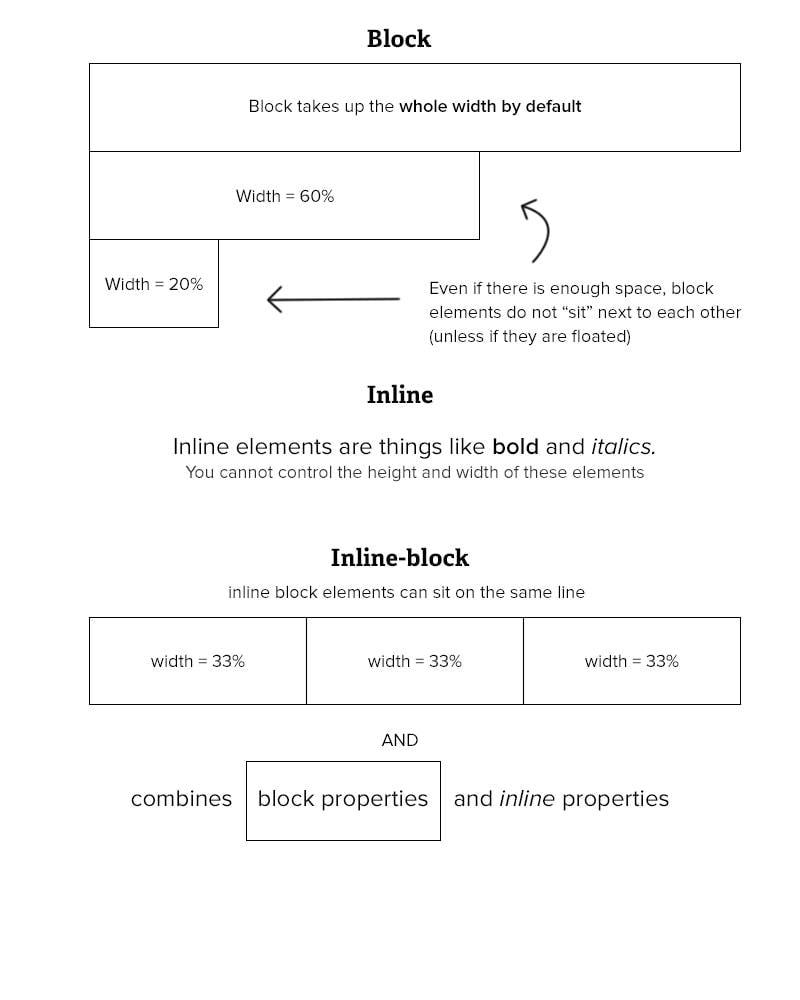 Block
Block takes up the whole width by default
Width = 60%
Width = 20%
Even if there is enough space, block
elements do not “sit” next to each other
(unless if they are floated)
Inline
Inline elements are things like bold and italics.
You cannot control the height and width of these elements
Inline-block
inline block elements can sit on the same line
width = 33% width = 33% width = 33%
AND
combines block properties and inline properties